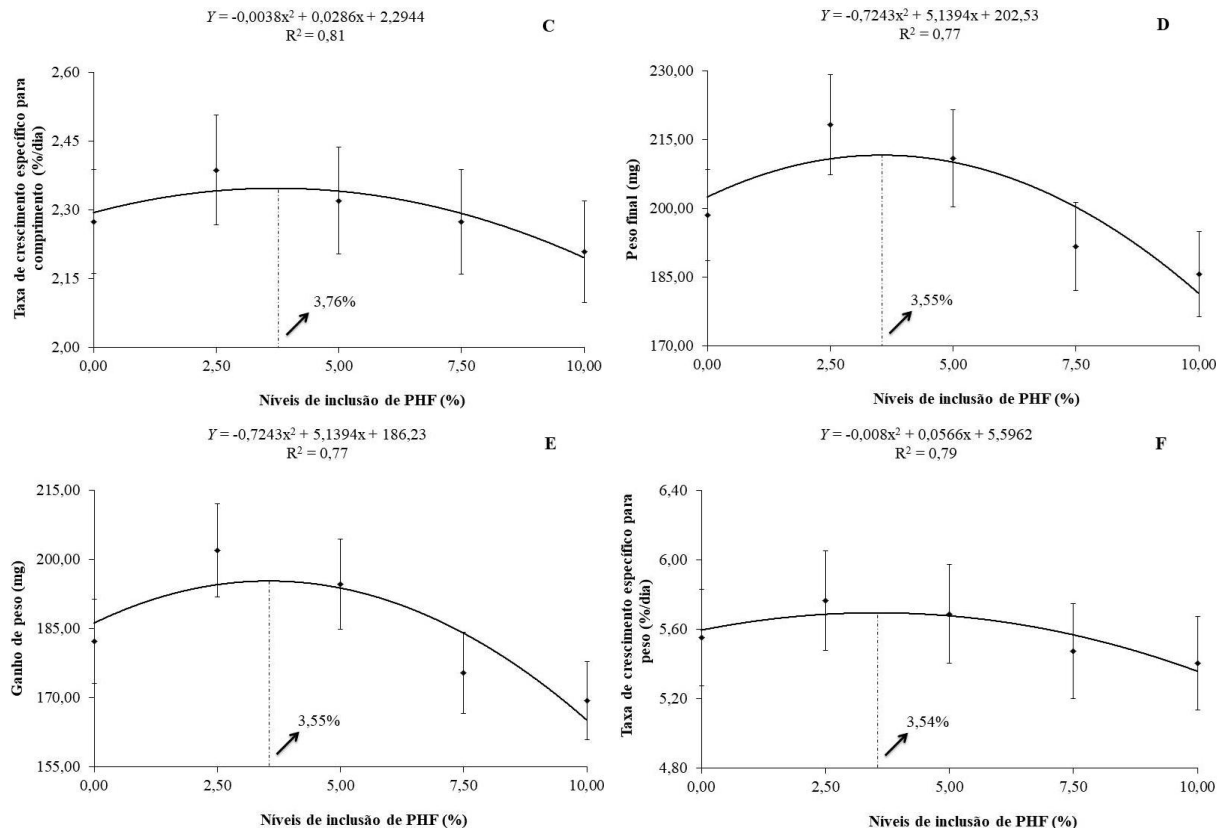 Y = -0,0038x² + 0,0286x + 2,2944
R² = 0,81
C
Taxa de crescimento específico para
comprimento (%/dia)
2,60
2,45
2,30
2,15
2,00
3,76%
0,00 2,50 5,00 7,50 10,00
Níveis de inclusão de PHF (%)
Y = -0,7243x² + 5,1394x + 202,53
R² = 0,77
D
Peso final (mg)
230,00
215,00
200,00
185,00
170,00
3,55%
0,00 2,50 5,00 7,50 10,00
Níveis de inclusão de PHF (%)
Y = -0,7243x² + 5,1394x + 186,23
R² = 0,77
E
Ganho de peso (mg)
215,00
200,00
185,00
170,00
155,00
3,55%
0,00 2,50 5,00 7,50 10,00
Níveis de inclusão de PHF (%)
Y = -0,008x² + 0,0566x + 5,5962
R² = 0,79
F
Taxa de crescimento específico para
peso (%/dia)
6,40
6,00
5,60
5,20
4,80
3,54%
0,00 2,50 5,00 7,50 10,00
Níveis de inclusão de PHF (%)